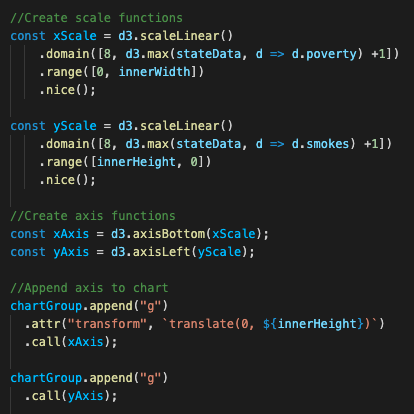 //Create scale functions
const xScale = d3.scaleLinear()
    .domain([8, d3.max(stateData, d => d.poverty) +1])
    .range([0, innerWidth])
    .nice();

const yScale = d3.scaleLinear()
    .domain([8, d3.max(stateData, d => d.smokes) +1])
    .range([innerHeight, 0])
    .nice();

//Create axis functions
const xAxis = d3.axisBottom(xScale);
const yAxis = d3.axisLeft(yScale);

//Append axis to chart
chartGroup.append("g")
  .attr("transform", `translate(0, ${innerHeight})`)
  .call(xAxis);

chartGroup.append("g")
  .call(yAxis);